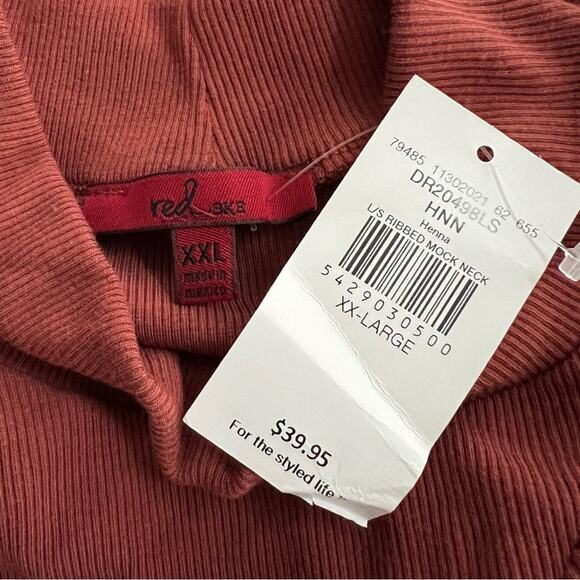 red
XXL
made in
mexico
79485 11302021 62 655
DR20498LS
HNN
Henna
L/S RIBBED MOCK NECK
5429030500
XX-LARGE
$39.95
For the styled life